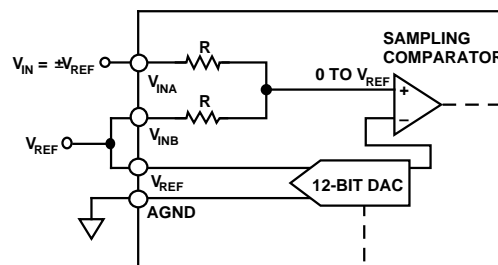 SAMPLING
COMPARATOR
R
V_IN = ±V_REF
V_INA
0 TO V_REF
+
R
–
V_REF
V_INB
V_REF
12-BIT DAC
AGND